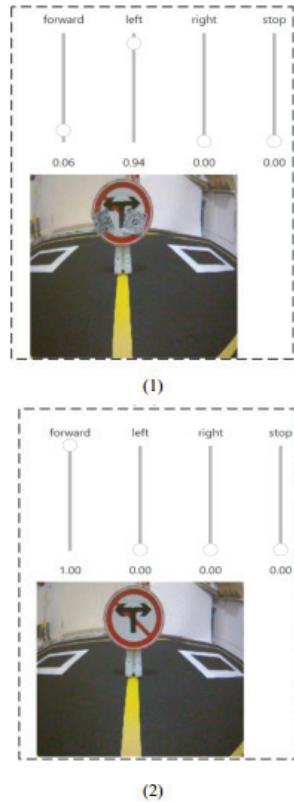 forward left right stop
0.06 0.94 0.00 0.00
(1)
forward left right stop
1.00 0.00 0.00 0.00
(2)